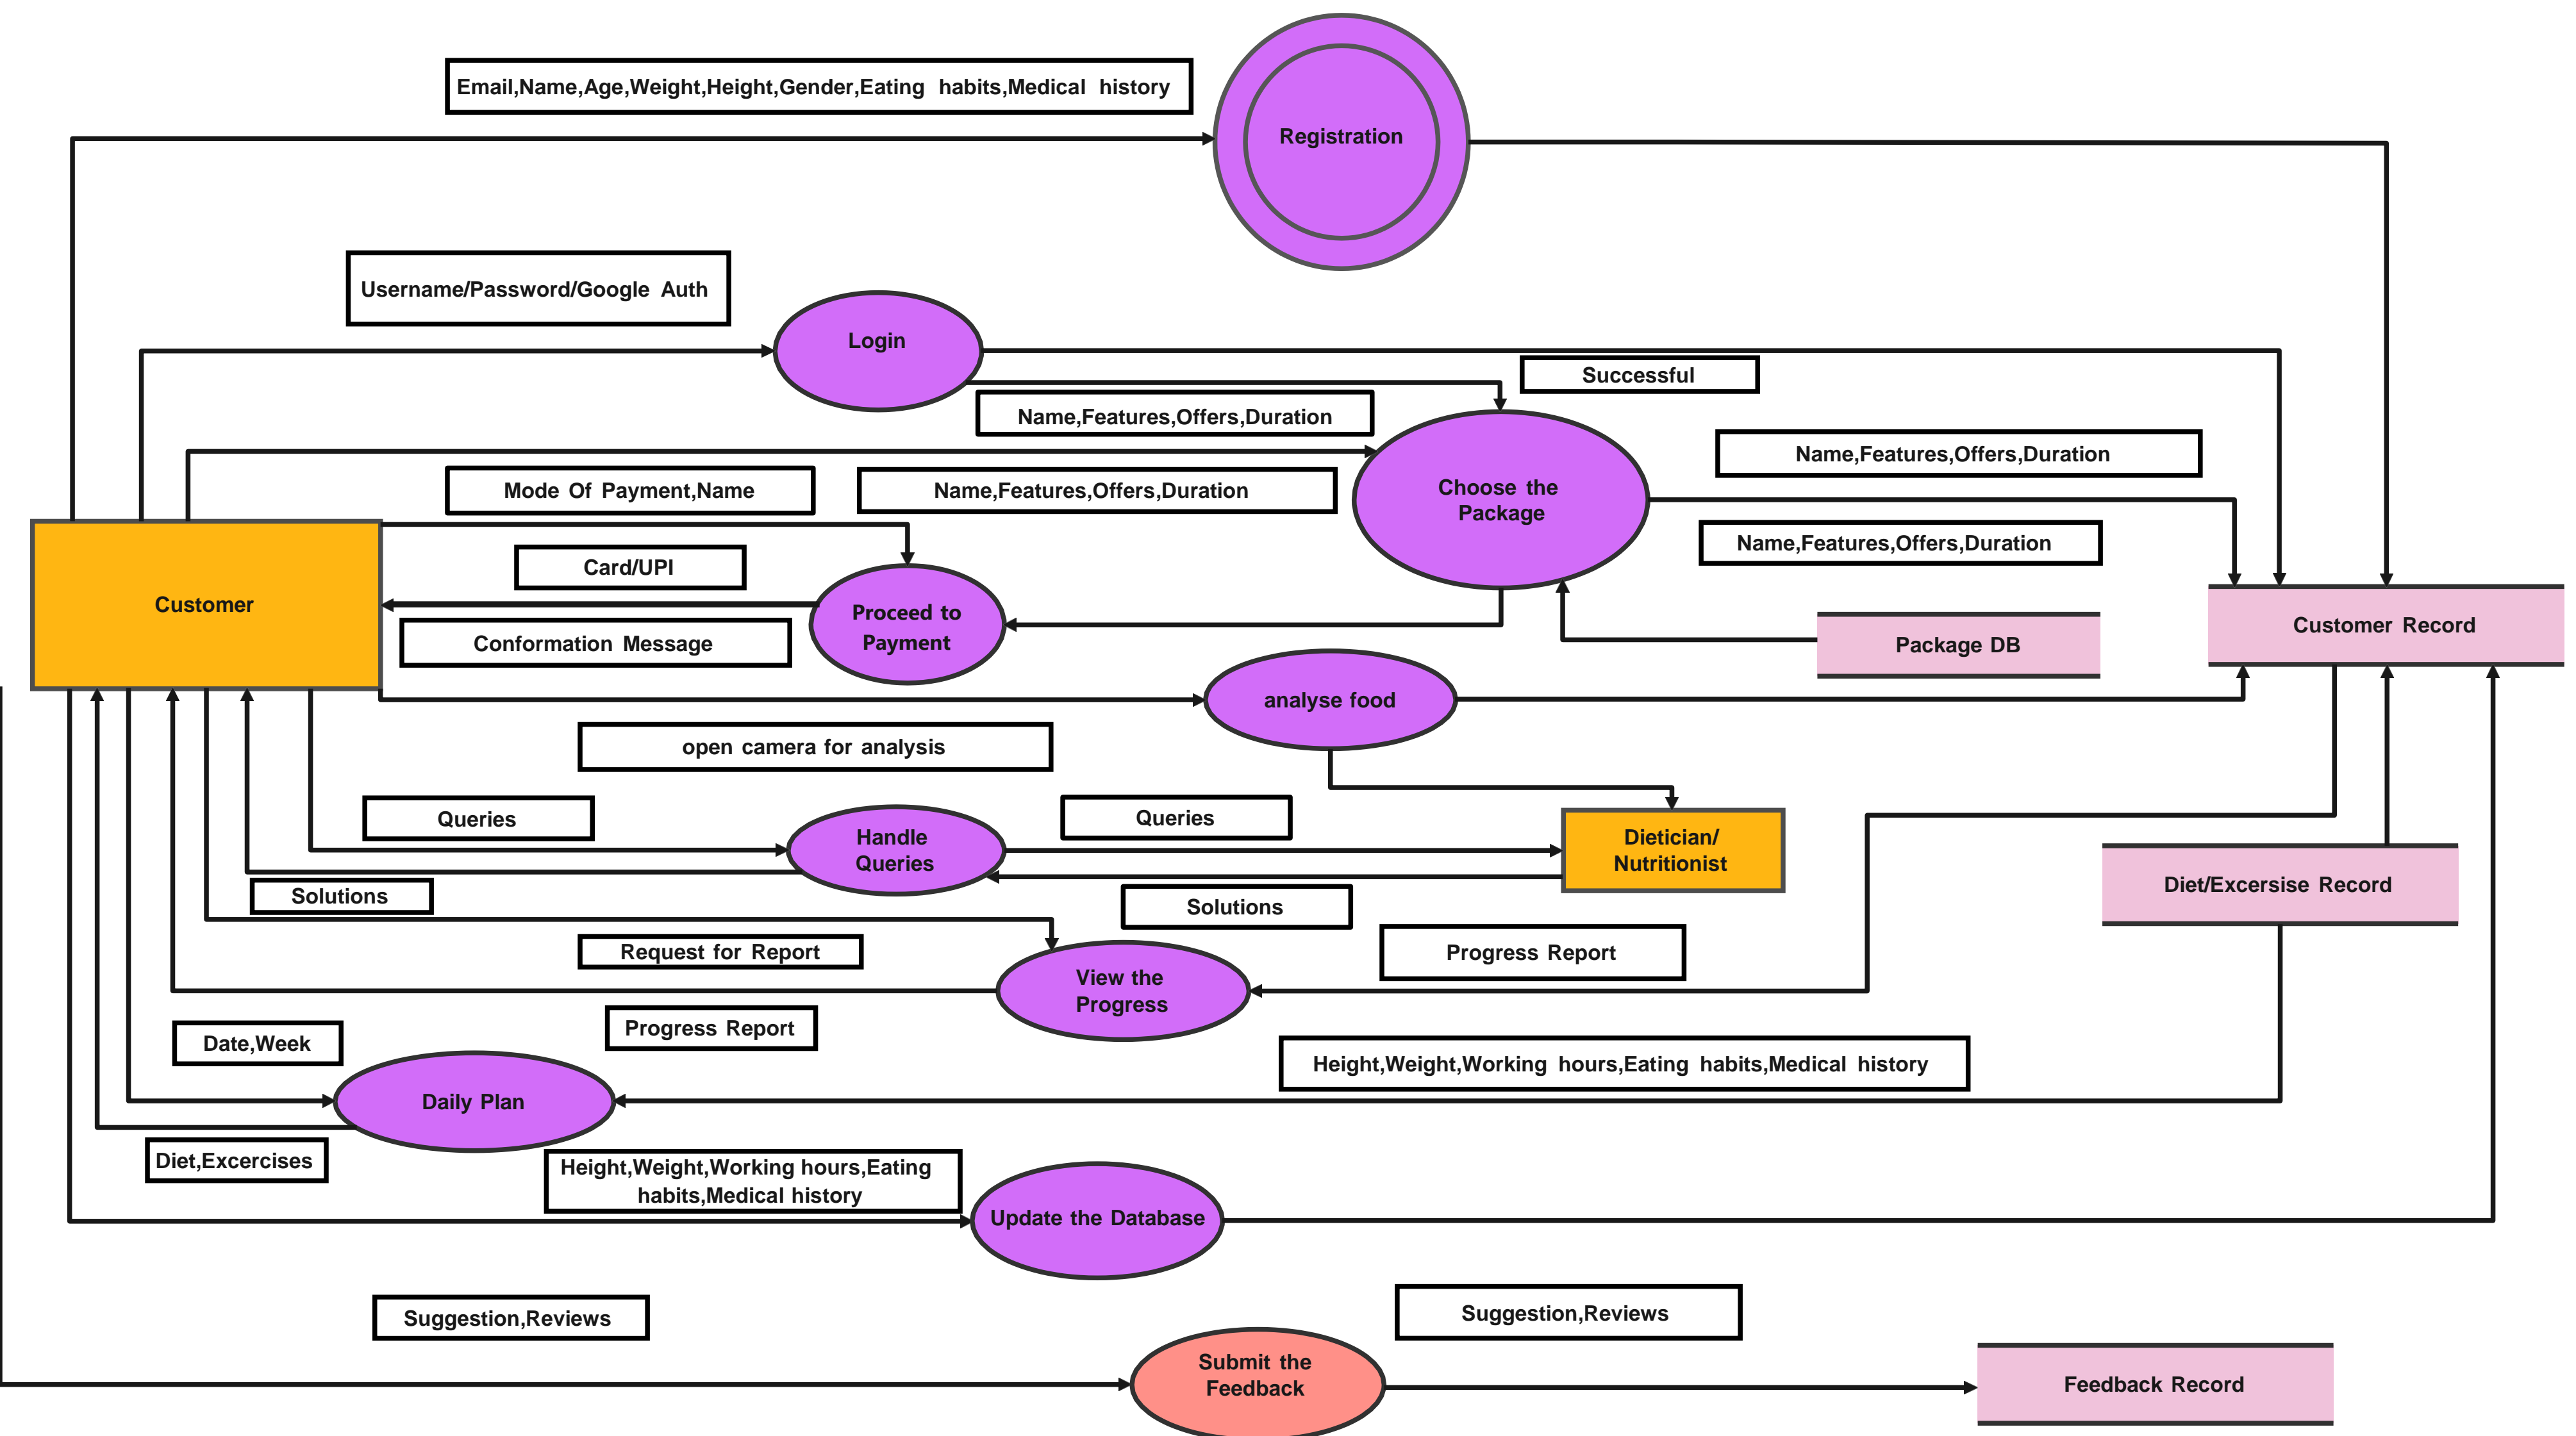 Email,Name,Age,Weight,Height,Gender,Eating habits,Medical history
Registration
Username/Password/Google Auth
Login
Successful
Name,Features,Offers,Duration
Name,Features,Offers,Duration
Mode Of Payment,Name
Name,Features,Offers,Duration
Choose the
Package
Name,Features,Offers,Duration
Card/UPI
Customer
Proceed to
Payment
Customer Record
Conformation Message
Package DB
analyse food
open camera for analysis
Queries
Queries
Handle
Queries
Dietician/
Nutritionist
Diet/Excersise Record
Solutions
Solutions
Request for Report
Progress Report
View the
Progress
Progress Report
Date,Week
Height,Weight,Working hours,Eating habits,Medical history
Daily Plan
Diet,Excercises
Height,Weight,Working hours,Eating
habits,Medical history
Update the Database
Suggestion,Reviews
Suggestion,Reviews
Submit the
Feedback
Feedback Record